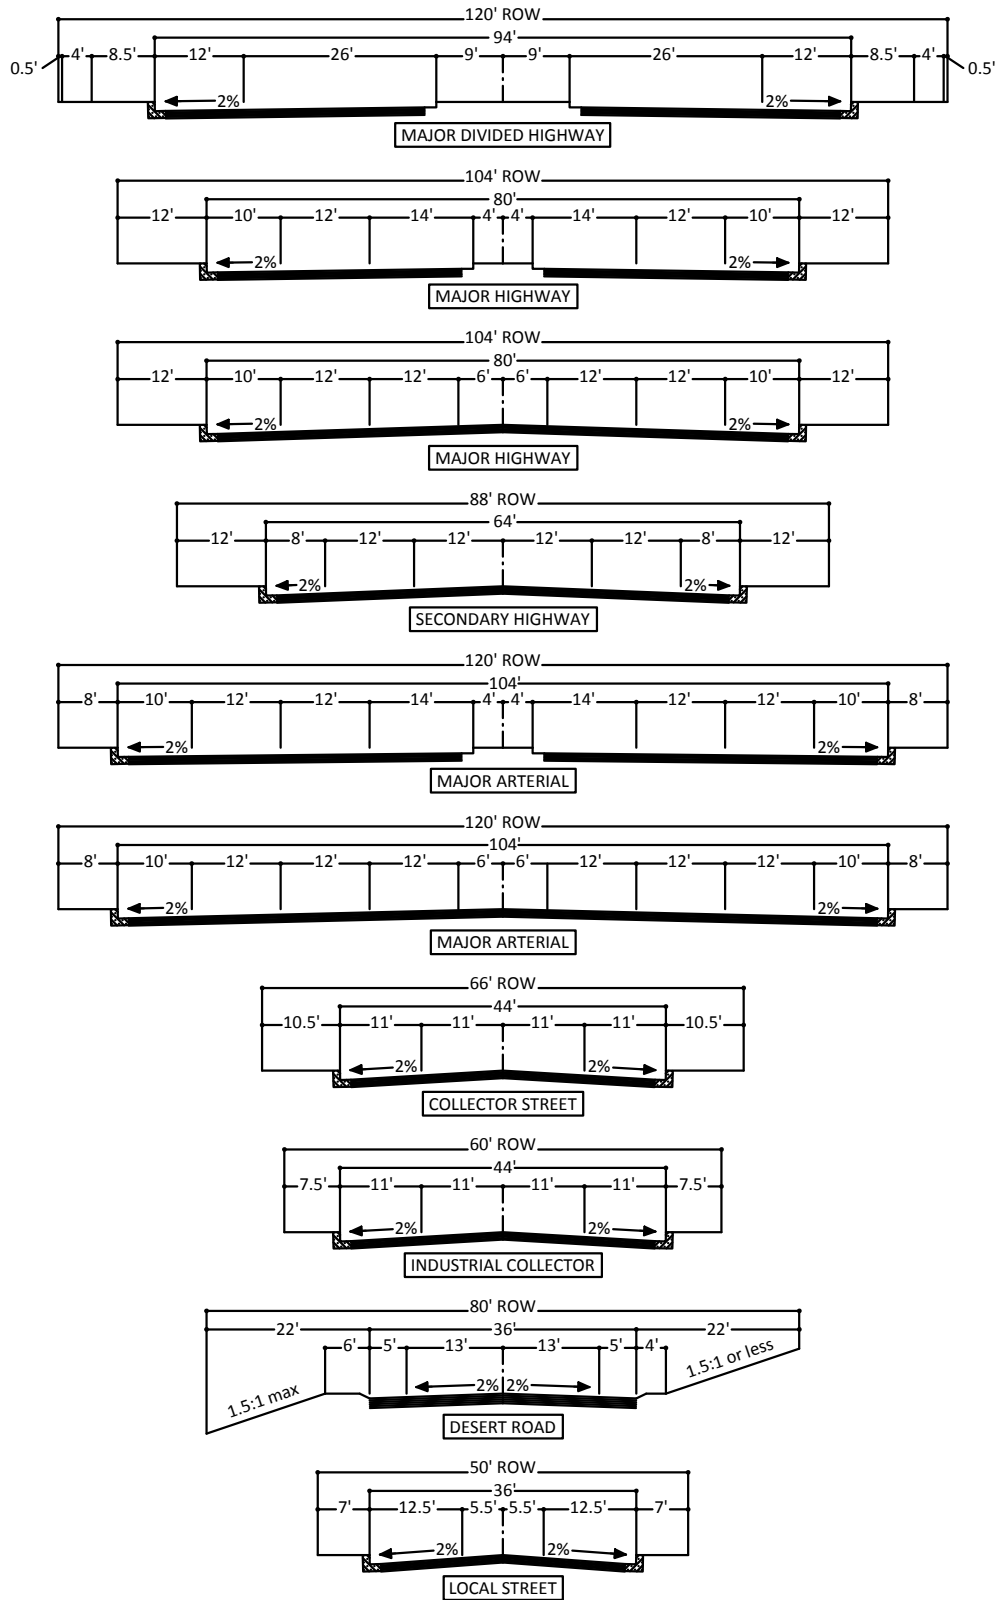 120' ROW
94'
0.5' 4' 8.5' 12' 26' 9' 9' 26' 12' 8.5' 4' 0.5'
2% 2%
MAJOR DIVIDED HIGHWAY
104' ROW
80'
12' 10' 12' 14' 4' 4' 14' 12' 10' 12'
2% 2%
MAJOR HIGHWAY
104' ROW
80'
12' 10' 12' 12' 6' 6' 12' 12' 10' 12'
2% 2%
MAJOR HIGHWAY
88' ROW
64'
12' 8' 12' 12' 12' 12' 8' 12'
2% 2%
SECONDARY HIGHWAY
120' ROW
104'
8' 10' 12' 12' 14' 4' 4' 14' 12' 12' 10' 8'
2% 2%
MAJOR ARTERIAL
120' ROW
104'
8' 10' 12' 12' 12' 6' 6' 12' 12' 12' 10' 8'
2% 2%
MAJOR ARTERIAL
66' ROW
44'
10.5' 11' 11' 11' 11' 10.5'
2% 2%
COLLECTOR STREET
60' ROW
44'
7.5' 11' 11' 11' 11' 7.5'
2% 2%
INDUSTRIAL COLLECTOR
80' ROW
22' 36' 22'
6' 5' 13' 13' 5' 4'
1.5:1 max 2% 2% 1.5:1 or less
DESERT ROAD
50' ROW
36'
7' 12.5' 5.5' 5.5' 12.5' 7'
2% 2%
LOCAL STREET